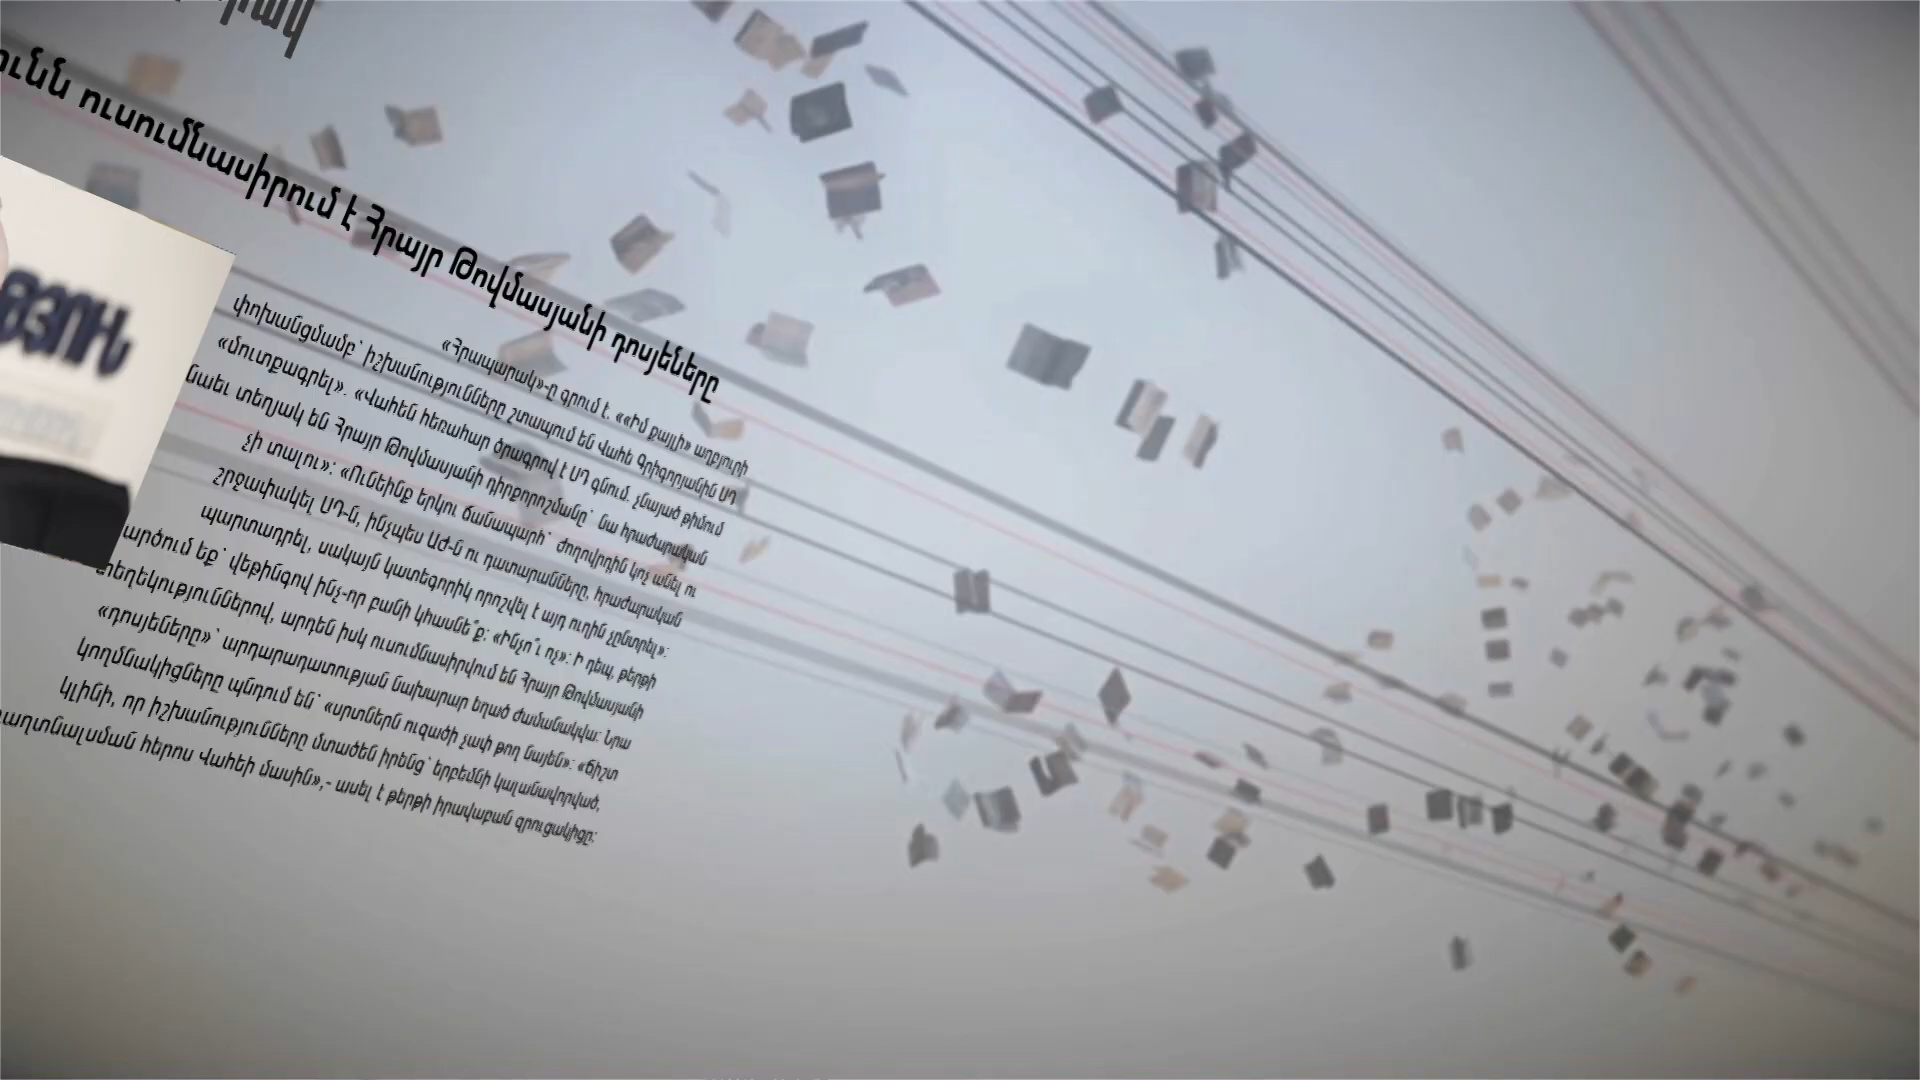 ունն ուսումնասիրում է Հրայր Թովմասյանի դոսյեները
ԹՅՈՒՆ
«Հրապարակ»-ը գրում է. ««Իմ քայլի» աղբյուրի
փոխանցմամբ՝ իշխանությունները շտապում են Վահե Գրիգորյանին ՍԴ
«մուտքագրել». «Վահեն հեռահար ծրագրով է ՍԴ գնում. չնայած թիմում
նաեւ տեղյակ են Հրայր Թովմասյանի դիրքորոշմանը՝ նա հրաժարական
չի տալու»: «Ունեինք երկու ճանապարհ՝ ժողովրդին կոչ անել ու
շրջափակել ՍԴ-ն, ինչպես ԱԺ-ն ու դատարանները, հրաժարական
պարտադրել, սակայն կատեգորիկ որոշվել է այդ ուղին չընտրել»:
արծում եք՝ վեթինգով ինչ-որ բանի կհասնե՞ք: «Ինչո՞ւ ոչ»: Ի դեպ, թերթի
տեղեկություններով, արդեն իսկ ուսումնասիրվում են Հրայր Թովմասյանի
«դոսյեները»՝ արդարադատության նախարար եղած ժամանակվա: Նրա
կողմնակիցները պնդում են՝ «սրտներն ուզածի չափ թող նայեն»: «Ճիշտ
կլինի, որ իշխանությունները մտածեն իրենց՝ երբեմնի կալանավորված,
գաղտնալսման հերոս Վահեի մասին»,- ասել է թերթի իրավաբան զրուցակիցը: